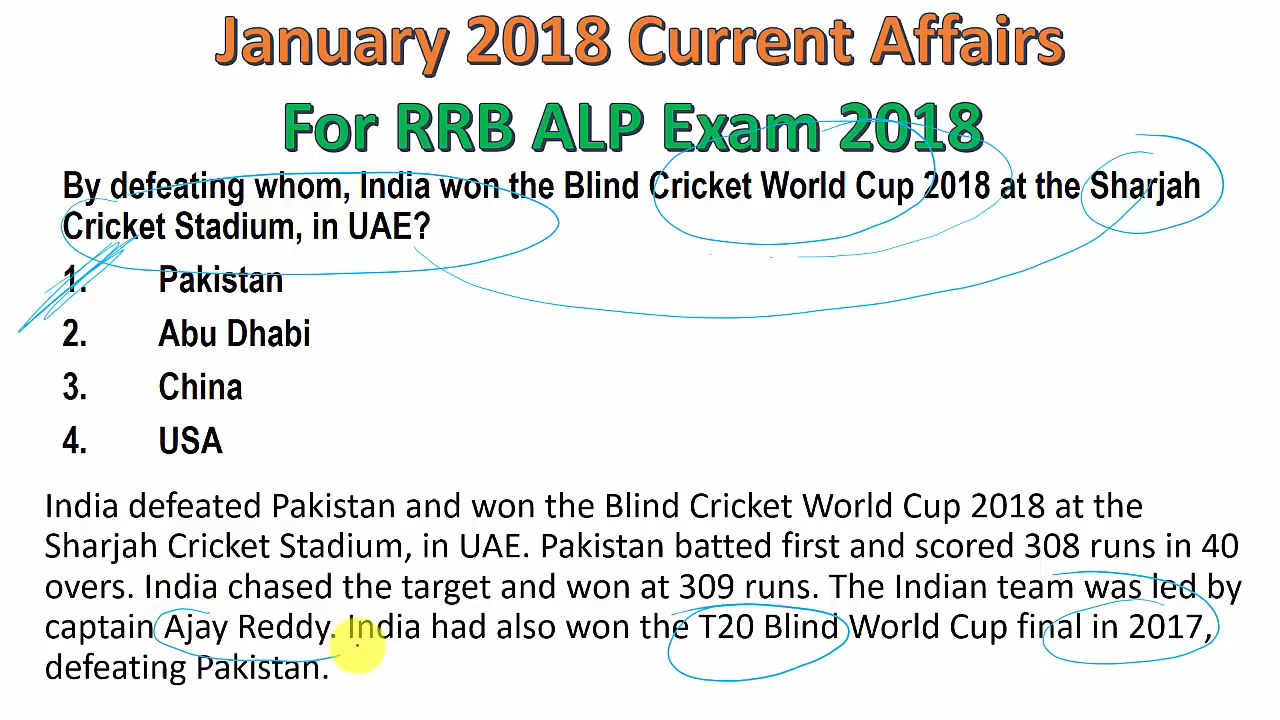 January 2018 Current Affairs
For RRB ALP Exam 2018
By defeating whom, India won the Blind Cricket World Cup 2018 at the Sharjah
Cricket Stadium, in UAE?
1. Pakistan
2. Abu Dhabi
3. China
4. USA
India defeated Pakistan and won the Blind Cricket World Cup 2018 at the
Sharjah Cricket Stadium, in UAE. Pakistan batted first and scored 308 runs in 40
overs. India chased the target and won at 309 runs. The Indian team was led by
captain Ajay Reddy. India had also won the T20 Blind World Cup final in 2017,
defeating Pakistan.